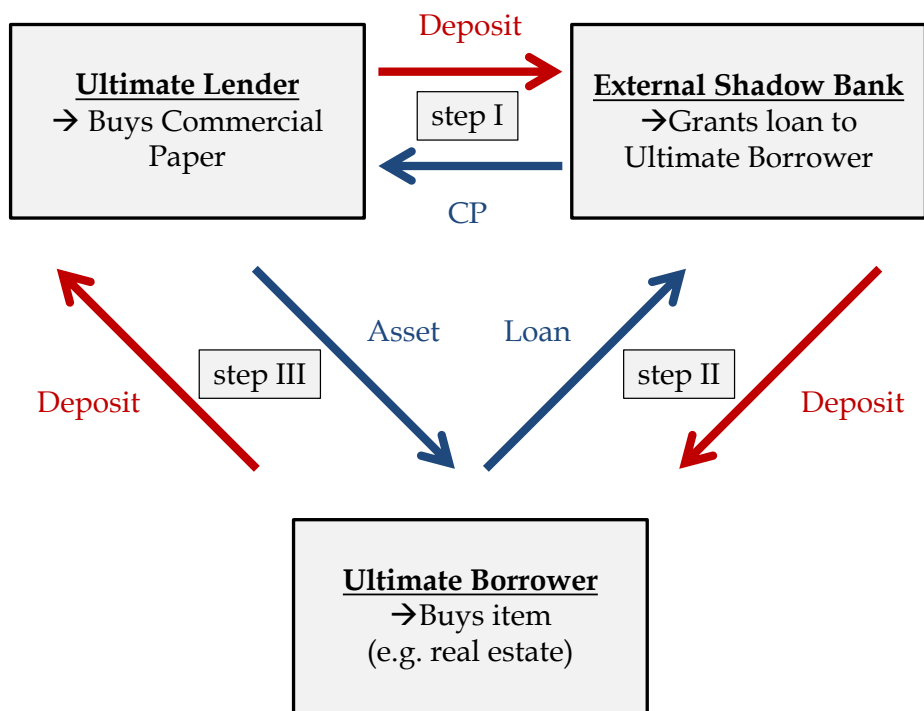 Deposit
Ultimate Lender
→ Buys Commercial
Paper
step I
External Shadow Bank
→Grants loan to
Ultimate Borrower
CP
Asset
Loan
step III
step II
Deposit
Deposit
Ultimate Borrower
→Buys item
(e.g. real estate)